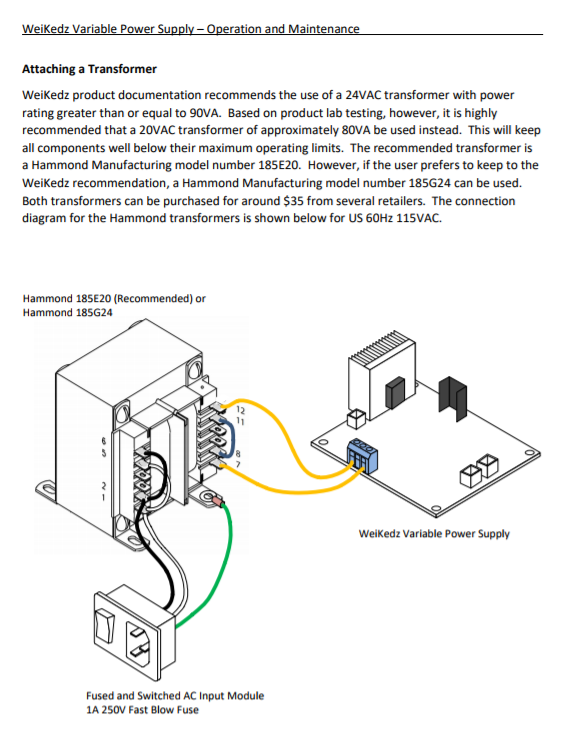 WeiKedz Variable Power Supply – Operation and Maintenance
Attaching a Transformer
WeiKedz product documentation recommends the use of a 24VAC transformer with power
rating greater than or equal to 90VA.  Based on product lab testing, however, it is highly
recommended that a 20VAC transformer of approximately 80VA be used instead.  This will keep
all components well below their maximum operating limits.  The recommended transformer is
a Hammond Manufacturing model number 185E20.  However, if the user prefers to keep to the
WeiKedz recommendation, a Hammond Manufacturing model number 185G24 can be used.
Both transformers can be purchased for around $35 from several retailers.  The connection
diagram for the Hammond transformers is shown below for US 60Hz 115VAC.
Hammond 185E20 (Recommended) or
Hammond 185G24
12
11
8
7
6
5
2
1
WeiKedz Variable Power Supply
Fused and Switched AC Input Module
1A 250V Fast Blow Fuse